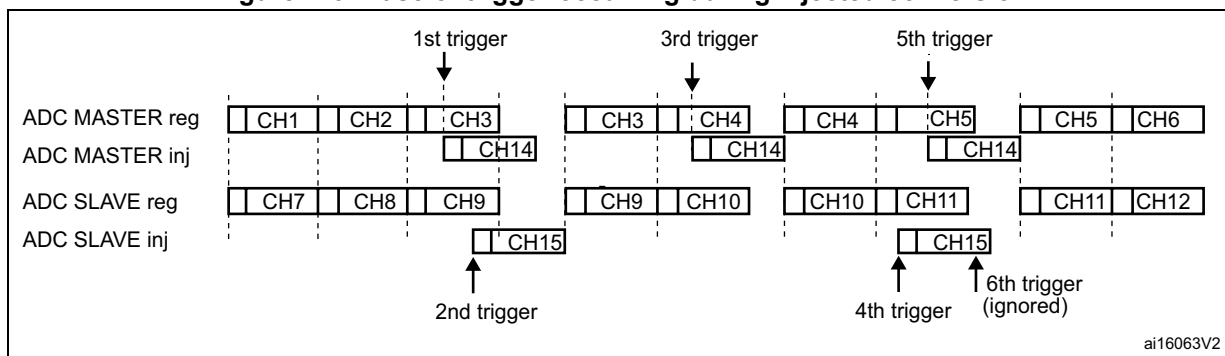 1st trigger 3rd trigger 5th trigger
ADC MASTER reg CH1 CH2 CH3 CH3 CH4 CH4 CH5 CH5 CH6
ADC MASTER inj CH14 CH14 CH14
ADC SLAVE reg CH7 CH8 CH9 CH9 CH10 CH10 CH11 CH11 CH12
ADC SLAVE inj CH15 CH15
2nd trigger 4th trigger 6th trigger
(ignored)
ai16063V2